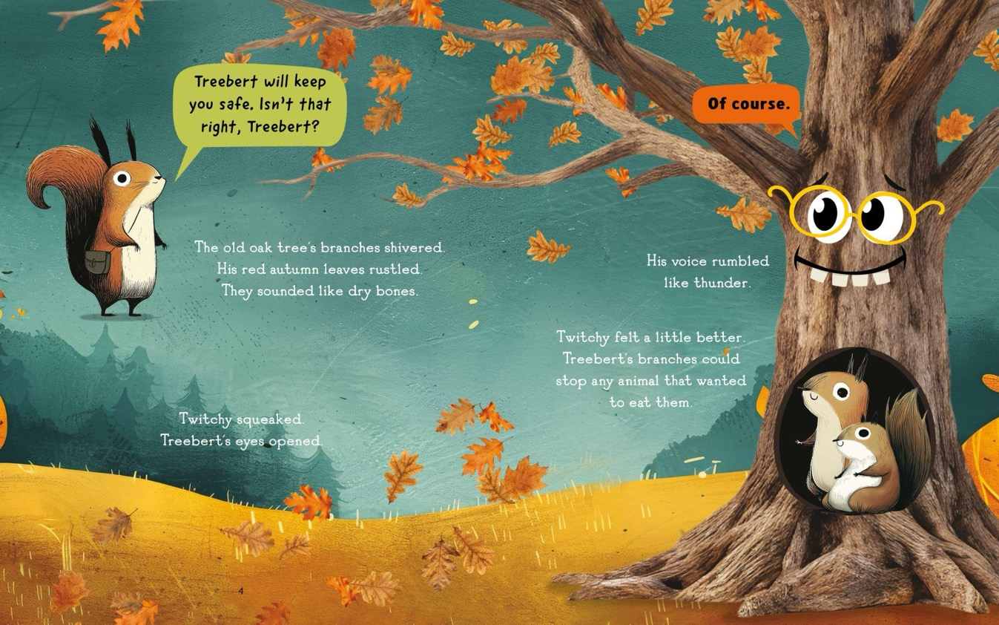 Treebert will keep
you safe. Isn't that
right, Treebert?
The old oak tree's branches shivered.
His red autumn leaves rustled.
They sounded like dry bones.
Twitchy squeaked.
Treebert's eyes opened.
4
Of course.
His voice rumbled
like thunder.
Twitchy felt a little better.
Treebert's branches could
stop any animal that wanted
to eat them.